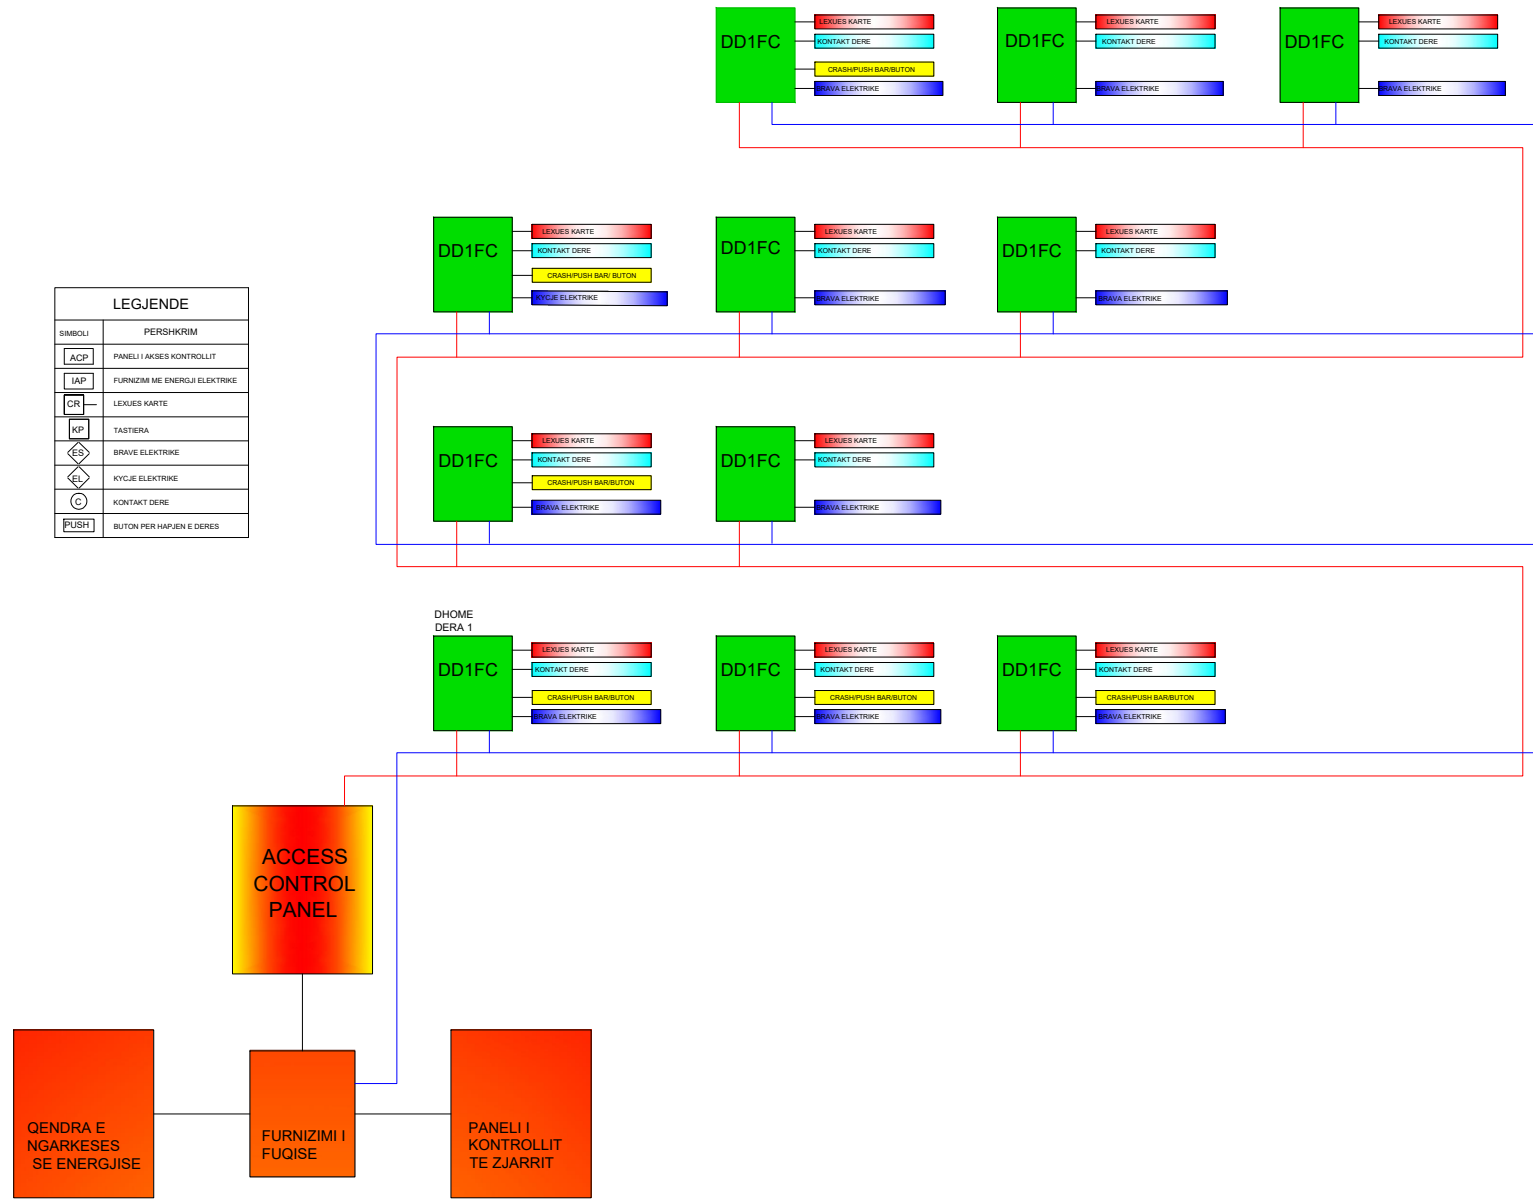 DD1FC
LEXUES KARTE
KONTAKT DERE
CRASH/PUSH BAR/BUTON
BRAVA ELEKTRIKE
DD1FC
LEXUES KARTE
KONTAKT DERE
BRAVA ELEKTRIKE
DD1FC
LEXUES KARTE
KONTAKT DERE
BRAVA ELEKTRIKE
DD1FC
LEXUES KARTE
KONTAKT DERE
CRASH/PUSH BAR/ BUTON
KYCJE ELEKTRIKE
DD1FC
LEXUES KARTE
KONTAKT DERE
BRAVA ELEKTRIKE
DD1FC
LEXUES KARTE
KONTAKT DERE
BRAVA ELEKTRIKE
LEGJENDE
SIMBOLI PERSHKRIM
ACP PANELI I AKSES KONTROLLIT
IAP FURNIZIMI ME ENERGJI ELEKTRIKE
CR LEXUES KARTE
KP TASTIERA
ES BRAVE ELEKTRIKE
EL KYCJE ELEKTRIKE
C KONTAKT DERE
PUSH BUTON PER HAPJEN E DERES
DD1FC
LEXUES KARTE
KONTAKT DERE
CRASH/PUSH BAR/BUTON
BRAVA ELEKTRIKE
DD1FC
LEXUES KARTE
KONTAKT DERE
BRAVA ELEKTRIKE
DHOME
DERA 1
DD1FC
LEXUES KARTE
KONTAKT DERE
CRASH/PUSH BAR/BUTON
BRAVA ELEKTRIKE
DD1FC
LEXUES KARTE
KONTAKT DERE
CRASH/PUSH BAR/BUTON
BRAVA ELEKTRIKE
DD1FC
LEXUES KARTE
KONTAKT DERE
CRASH/PUSH BAR/BUTON
BRAVA ELEKTRIKE
ACCESS
CONTROL
PANEL
QENDRA E
NGARKESES
SE ENERGJISE
FURNIZIMI I
FUQISE
PANELI I
KONTROLLIT
TE ZJARRIT